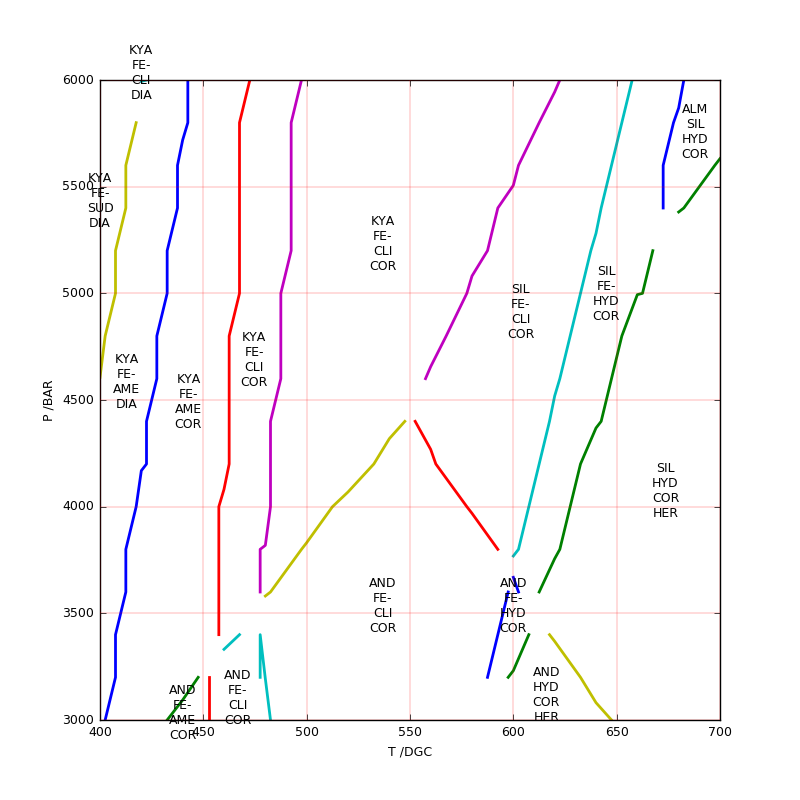 KYA
FE-
CLI
DIA
6000
ALM
SIL
HYD
COR
KYA
FE-
SUD
DIA
5500
KYA
FE-
CLI
COR
SIL
FE-
CLI
COR
SIL
FE-
HYD
COR
5000
KYA
FE-
AME
DIA
KYA
FE-
AME
COR
KYA
FE-
CLI
COR
4500
P /BAR
SIL
HYD
COR
HER
4000
AND
FE-
CLI
COR
AND
FE-
HYD
COR
3500
AND
FE-
AME
COR
AND
FE-
CLI
COR
AND
HYD
COR
HER
3000
400 450 500 550 600 650 700
T /DGC